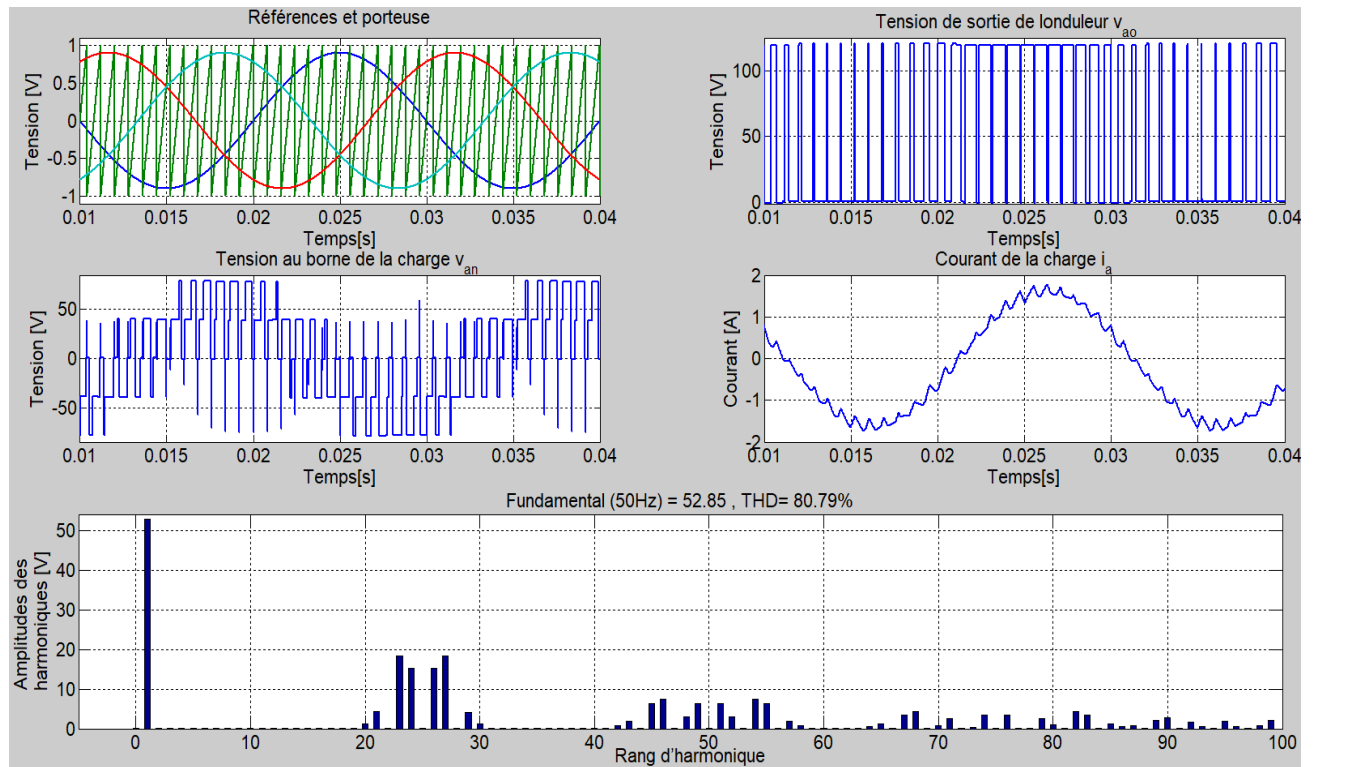 Références et porteuse
Tension [V]
1
0.5
0
-0.5
-1
0.01 0.015 0.02 0.025 0.03 0.035 0.04
Temps[s]
Tension de sortie de londuleur v_ao
Tension [V]
100
50
0
0.01 0.015 0.02 0.025 0.03 0.035 0.04
Temps[s]
Tension au borne de la charge v_an
Tension [V]
50
0
-50
0.01 0.015 0.02 0.025 0.03 0.035 0.04
Temps[s]
Courant de la charge i_a
Courant [A]
2
1
0
-1
-2
0.01 0.015 0.02 0.025 0.03 0.035 0.04
Temps[s]
Fundamental (50Hz) = 52.85 , THD= 80.79%
Amplitudes des
harmoniques [V]
50
40
30
20
10
0
0 10 20 30 40 50 60 70 80 90 100
Rang d'harmonique